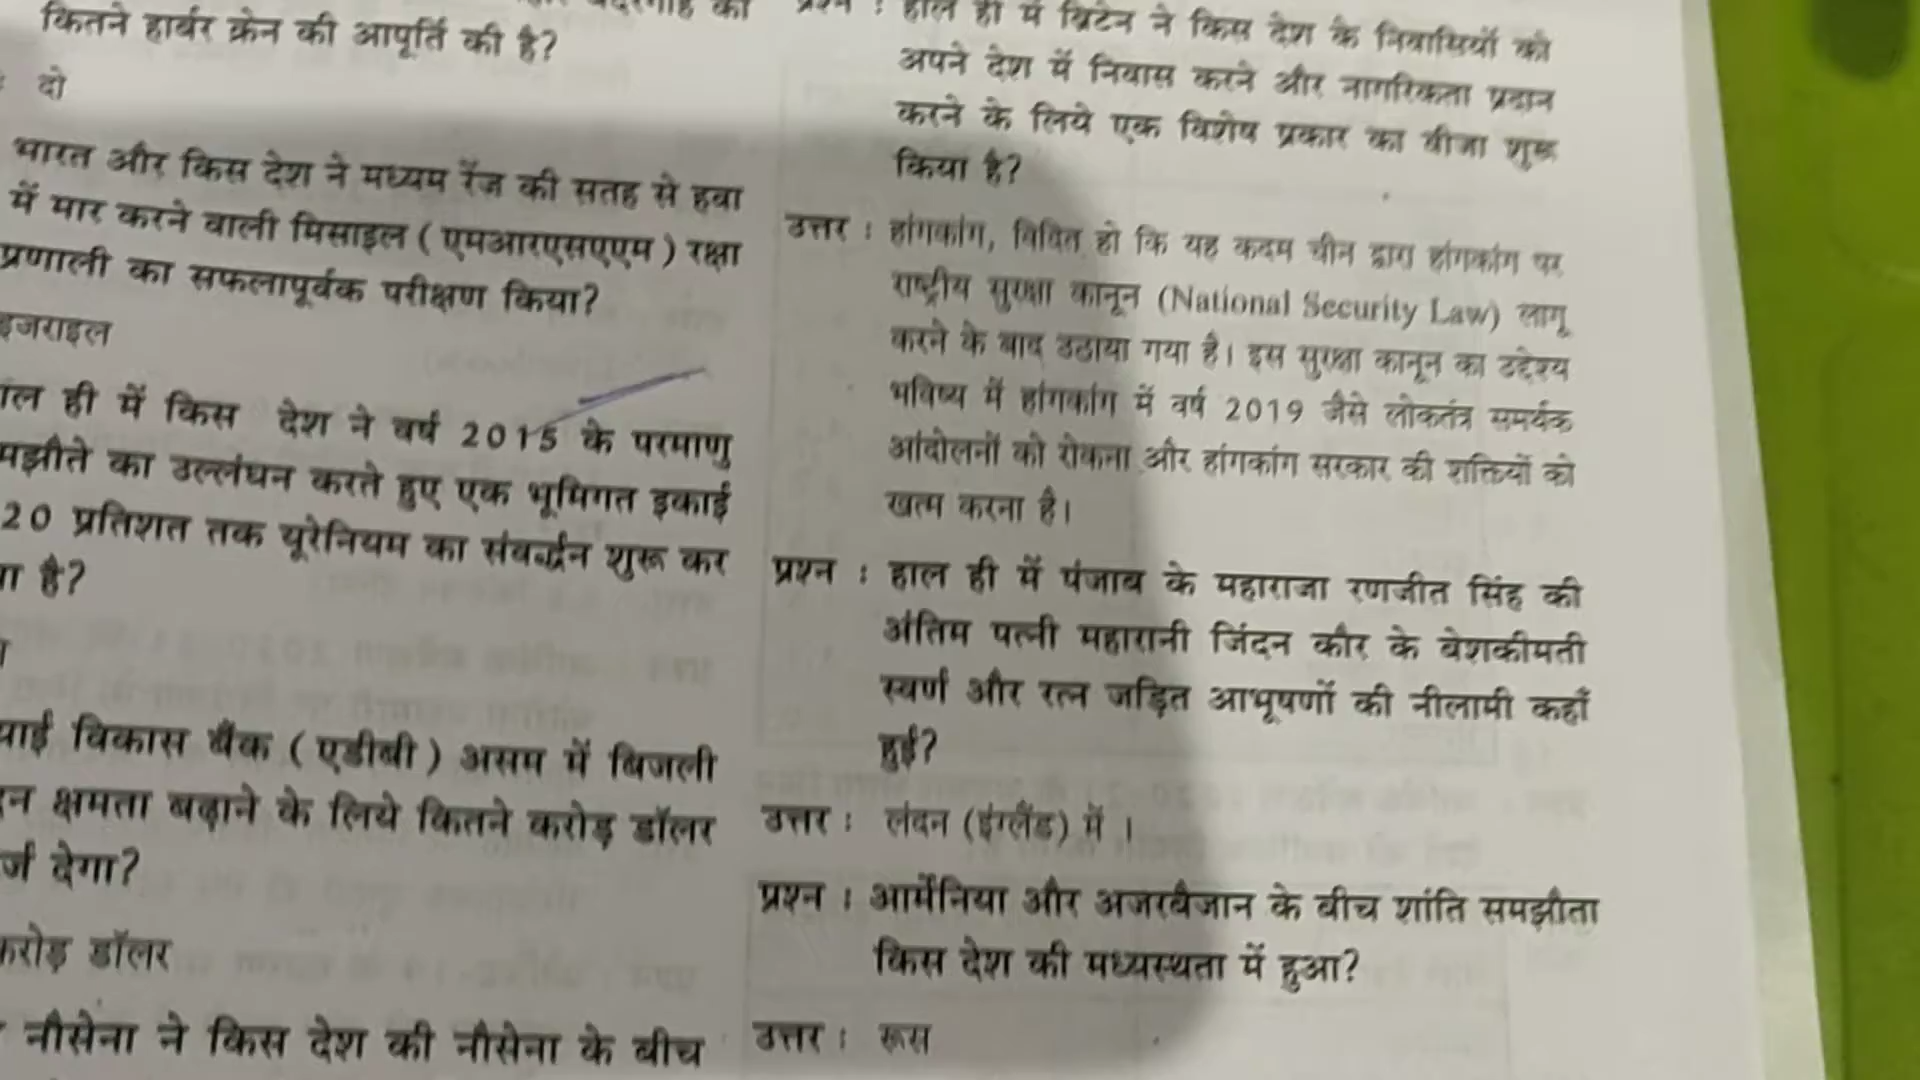 कितने हार्बर क्रेन की आपूर्ति की है?
दो
भारत और किस देश ने मध्यम रेंज की सतह से हवा
में मार करने वाली मिसाइल (एमआरएसएएम) रक्षा
प्रणाली का सफलापूर्वक परीक्षण किया?
इजराइल
ही में किस देश ने वर्ष 2015 के परमाणु
का उल्लंघन करते हुए एक भूमिगत इकाई
20 प्रतिशत तक यूरेनियम का संवर्द्धन शुरू कर
है?
विकास बैंक (एडीबी) असम में बिजली
क्षमता बढ़ाने के लिये कितने करोड़ डॉलर
देगा?
करोड़ डॉलर
नौसेना ने किस देश की नौसेना के बीच
प्रश्न : हाल ही में ब्रिटेन ने किस देश के निवासियों को
अपने देश में निवास करने और नागरिकता प्रदान
करने के लिये एक विशेष प्रकार का वीजा शुरू
किया है?
उत्तर : हांगकांग, विदित हो कि यह कदम चीन द्वारा हांगकांग पर
राष्ट्रीय सुरक्षा कानून (National Security Law) लागू
करने के बाद उठाया गया है। इस सुरक्षा कानून का उद्देश्य
भविष्य में हांगकांग में वर्ष 2019 जैसे लोकतंत्र समर्थक
आंदोलनों को रोकना और हांगकांग सरकार की शक्तियों को
खत्म करना है।
प्रश्न : हाल ही में पंजाब के महाराजा रणजीत सिंह की
अंतिम पत्नी महारानी जिंदन कौर के बेशकीमती
स्वर्ण और रत्न जड़ित आभूषणों की नीलामी कहाँ
हुई?
उत्तर : लंदन (इंग्लैंड) में ।
प्रश्न : आर्मेनिया और अजरबैजान के बीच शांति समझौता
किस देश की मध्यस्थता में हुआ?
उत्तर : रूस